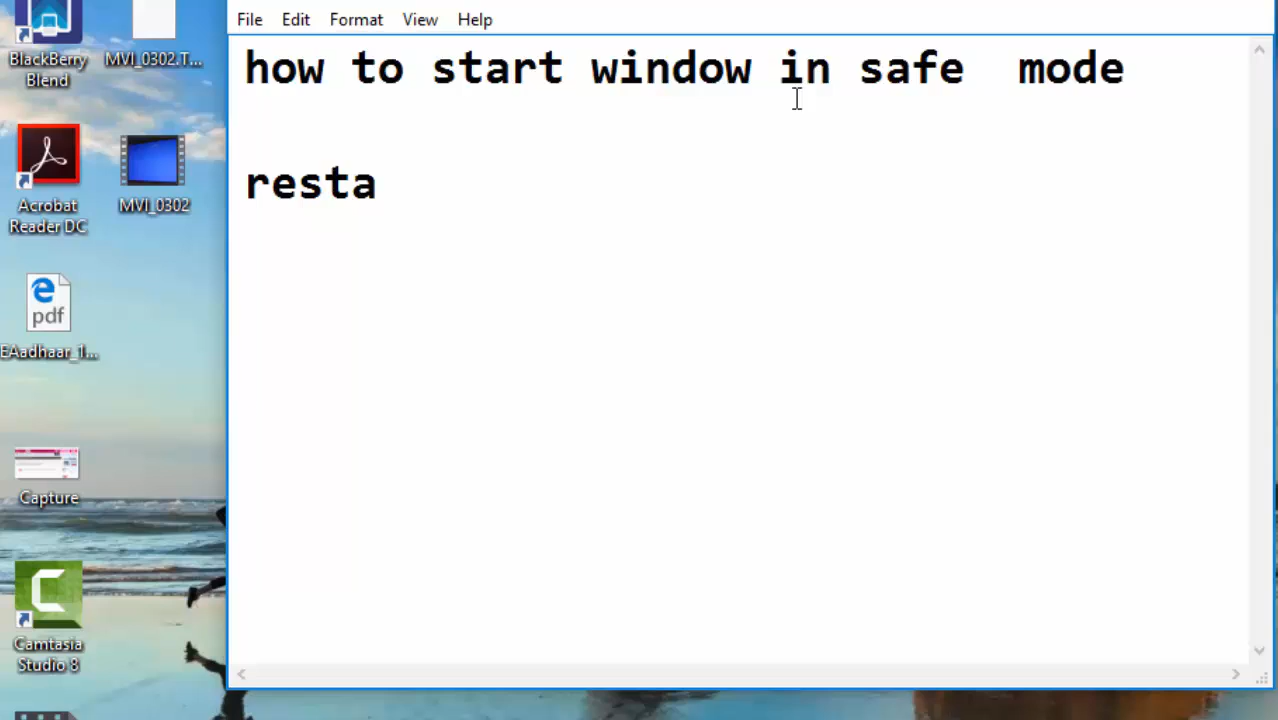 File Edit Format View Help
how to start window in safe  mode
resta
BlackBerry
Blend
MVI_0302.T...
Acrobat
Reader DC
MVI_0302
pdf
EAadhaar_1...
Capture
Camtasia
Studio 8